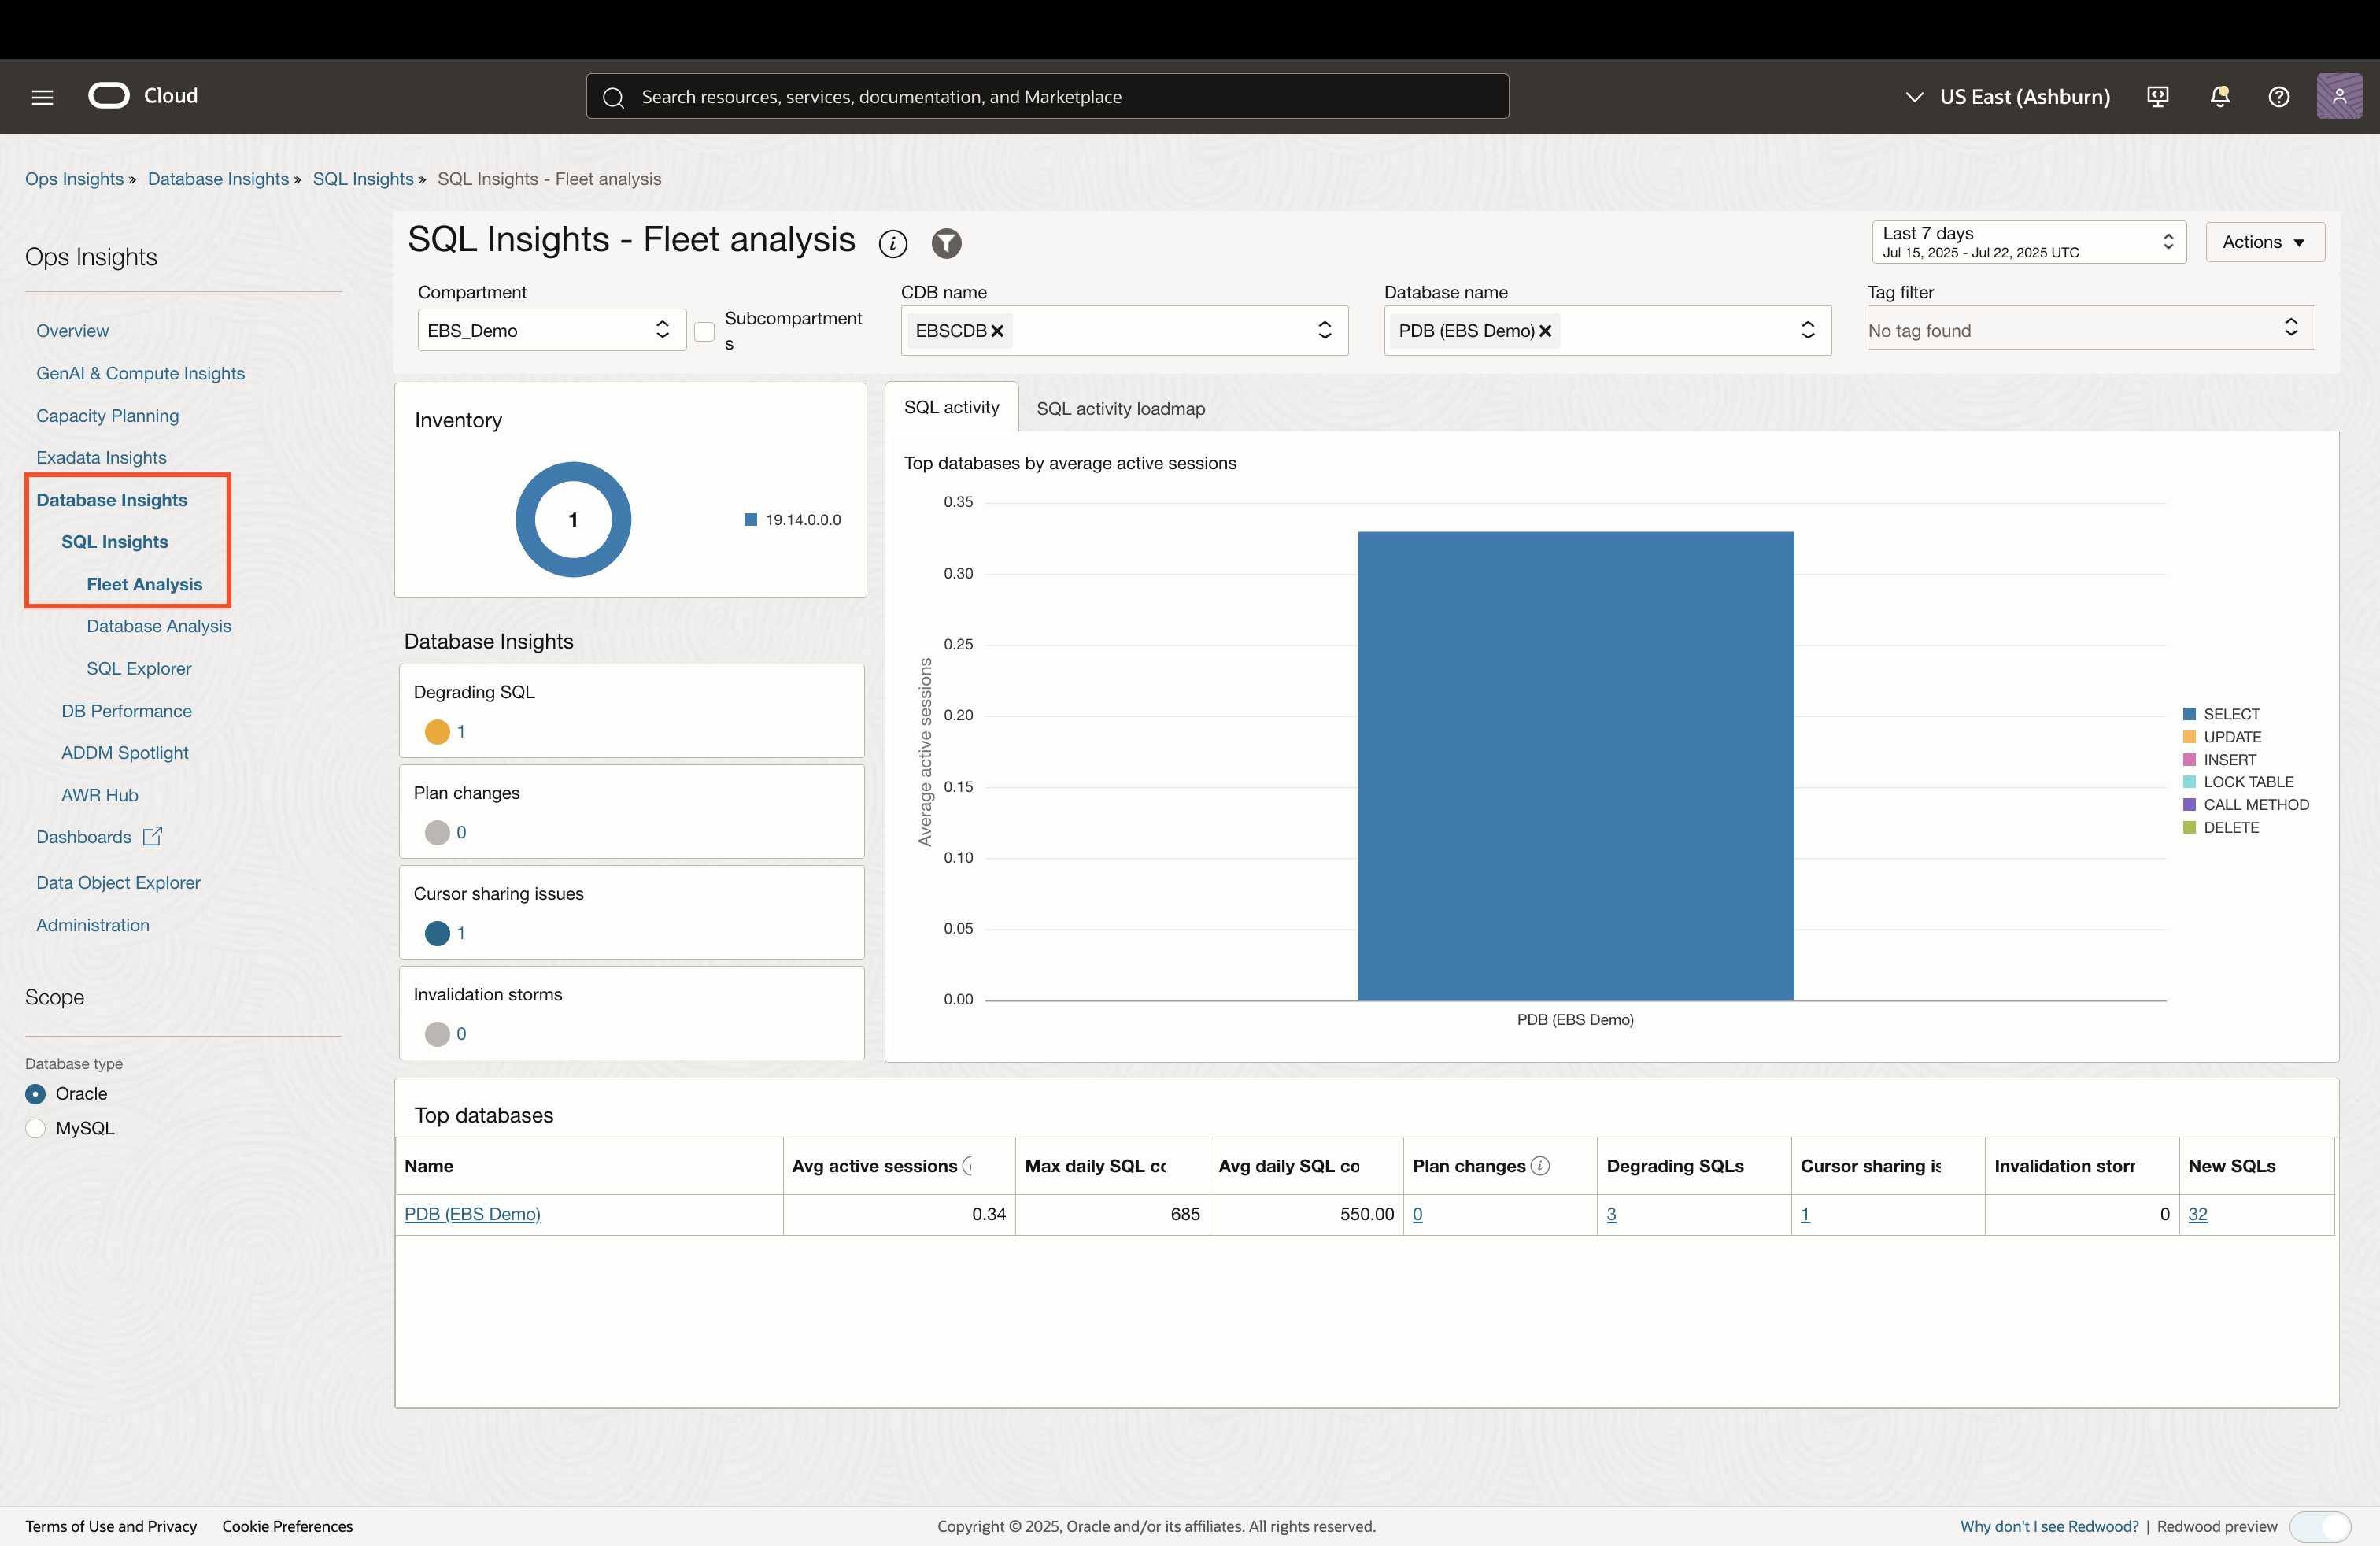 Cloud
Search resources, services, documentation, and Marketplace
US East (Ashburn)
Ops Insights » Database Insights » SQL Insights » SQL Insights - Fleet analysis
Ops Insights
Overview
GenAI & Compute Insights
Capacity Planning
Exadata Insights
Database Insights
SQL Insights
Fleet Analysis
Database Analysis
SQL Explorer
DB Performance
ADDM Spotlight
AWR Hub
Dashboards
Data Object Explorer
Administration
Scope
Database type
Oracle
MySQL
SQL Insights - Fleet analysis
Last 7 days
Jul 15, 2025 - Jul 22, 2025 UTC
Actions
Compartment
EBS_Demo
Subcompartment
s
CDB name
EBSCDB
Database name
PDB (EBS Demo)
Tag filter
No tag found
Inventory
1
19.14.0.0.0
Database Insights
Degrading SQL
1
Plan changes
0
Cursor sharing issues
1
Invalidation storms
0
SQL activity
SQL activity loadmap
Top databases by average active sessions
Average active sessions
0.35
0.30
0.25
0.20
0.15
0.10
0.05
0.00
PDB (EBS Demo)
SELECT
UPDATE
INSERT
LOCK TABLE
CALL METHOD
DELETE
Top databases
Name Avg active sessions Max daily SQL co Avg daily SQL co Plan changes Degrading SQLs Cursor sharing is Invalidation storr New SQLs
PDB (EBS Demo) 0.34 685 550.00 0 3 1 0 32
Terms of Use and Privacy Cookie Preferences
Copyright © 2025, Oracle and/or its affiliates. All rights reserved.
Why don't I see Redwood? | Redwood preview